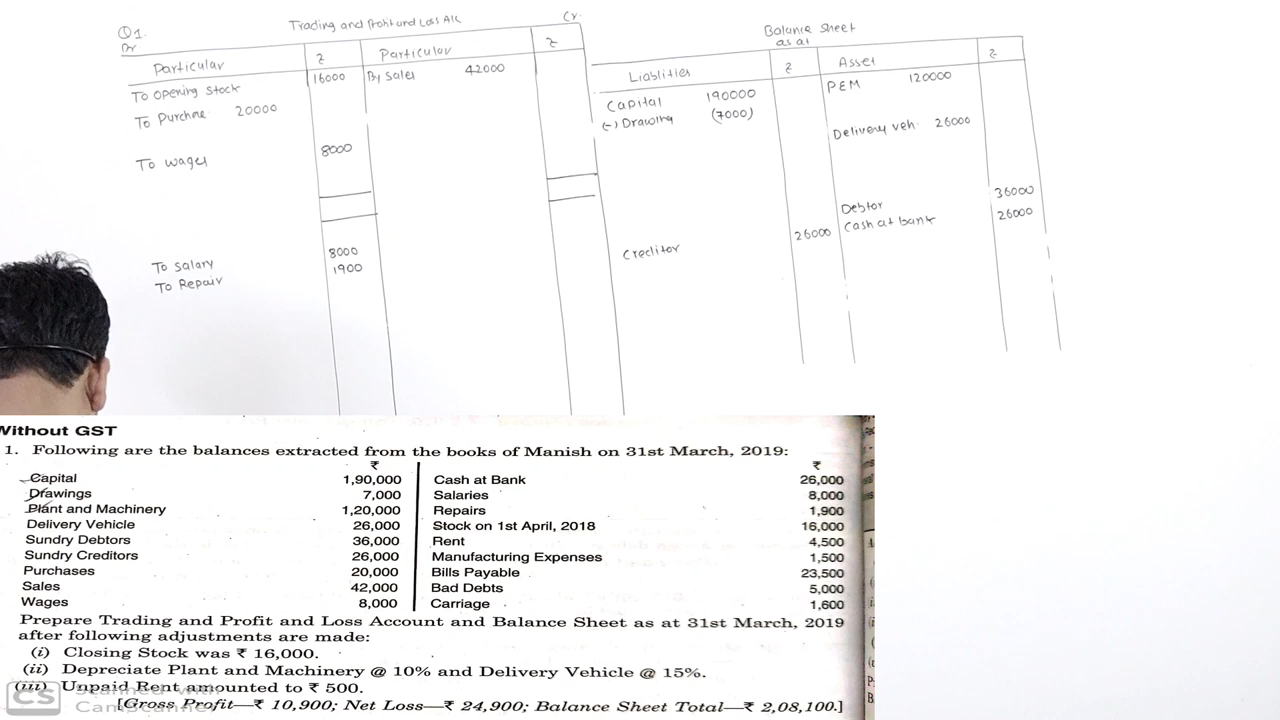 Q1.
Trading and Profit and Loss A/c
Dr
Cr.
Particular ₹ Particular ₹
To Opening Stock 16000 By Sales 42000
To Purchae 20000
To wages 8000
To Salary 8000
To Repair 1900
Balance Sheet
as at
Liablities ₹ Asset ₹
Capital 190000 P&M 120000
(-) Drawing (7000)
Delivery veh. 26000
Debtor 36000
Creditor 26000 Cash at bank 26000
Without GST
1. Following are the balances extracted from the books of Manish on 31st March, 2019:
₹ ₹
Capital 1,90,000 Cash at Bank 26,000
Drawings 7,000 Salaries 8,000
Plant and Machinery 1,20,000 Repairs 1,900
Delivery Vehicle 26,000 Stock on 1st April, 2018 16,000
Sundry Debtors 36,000 Rent 4,500
Sundry Creditors 26,000 Manufacturing Expenses 1,500
Purchases 20,000 Bills Payable 23,500
Sales 42,000 Bad Debts 5,000
Wages 8,000 Carriage 1,600
Prepare Trading and Profit and Loss Account and Balance Sheet as at 31st March, 2019
after following adjustments are made:
(i) Closing Stock was ₹ 16,000.
(ii) Depreciate Plant and Machinery @ 10% and Delivery Vehicle @ 15%.
(iii) Unpaid Rent amounted to ₹ 500.
[Gross Profit—₹ 10,900; Net Loss—₹ 24,900; Balance Sheet Total—₹ 2,08,100.]
CS Scanned with
CamScanner